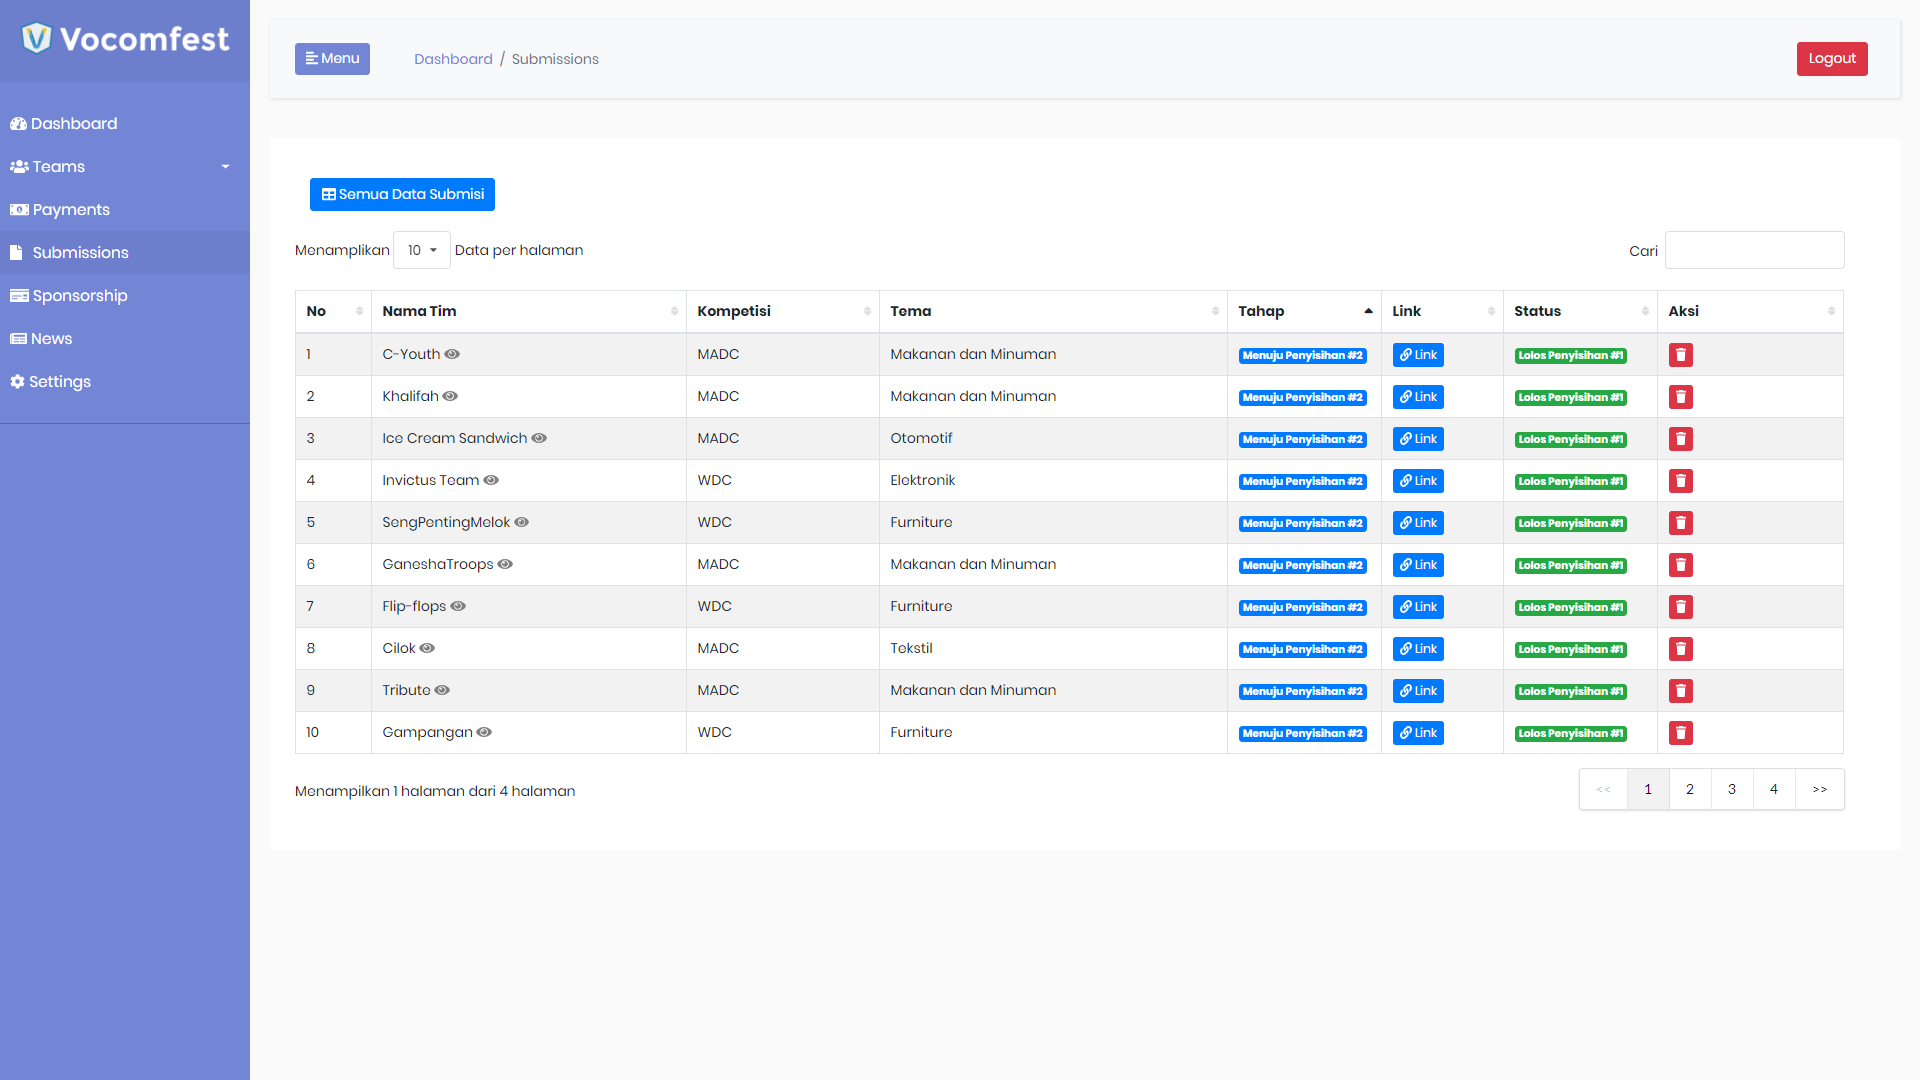 Vocomfest
Menu
Dashboard / Submissions
Logout
Dashboard
Teams
Payments
Submissions
Sponsorship
News
Settings
Semua Data Submisi
Menamplikan 10 Data per halaman
Cari
No Nama Tim Kompetisi Tema Tahap Link Status Aksi
1 C-Youth MADC Makanan dan Minuman Menuju Penyisihan #2 Link Lolos Penyisihan #1
2 Khalifah MADC Makanan dan Minuman Menuju Penyisihan #2 Link Lolos Penyisihan #1
3 Ice Cream Sandwich MADC Otomotif Menuju Penyisihan #2 Link Lolos Penyisihan #1
4 Invictus Team WDC Elektronik Menuju Penyisihan #2 Link Lolos Penyisihan #1
5 SengPentingMelok WDC Furniture Menuju Penyisihan #2 Link Lolos Penyisihan #1
6 GaneshaTroops MADC Makanan dan Minuman Menuju Penyisihan #2 Link Lolos Penyisihan #1
7 Flip-flops WDC Furniture Menuju Penyisihan #2 Link Lolos Penyisihan #1
8 Cilok MADC Tekstil Menuju Penyisihan #2 Link Lolos Penyisihan #1
9 Tribute MADC Makanan dan Minuman Menuju Penyisihan #2 Link Lolos Penyisihan #1
10 Gampangan WDC Furniture Menuju Penyisihan #2 Link Lolos Penyisihan #1
Menampilkan 1 halaman dari 4 halaman
<< 1 2 3 4 >>